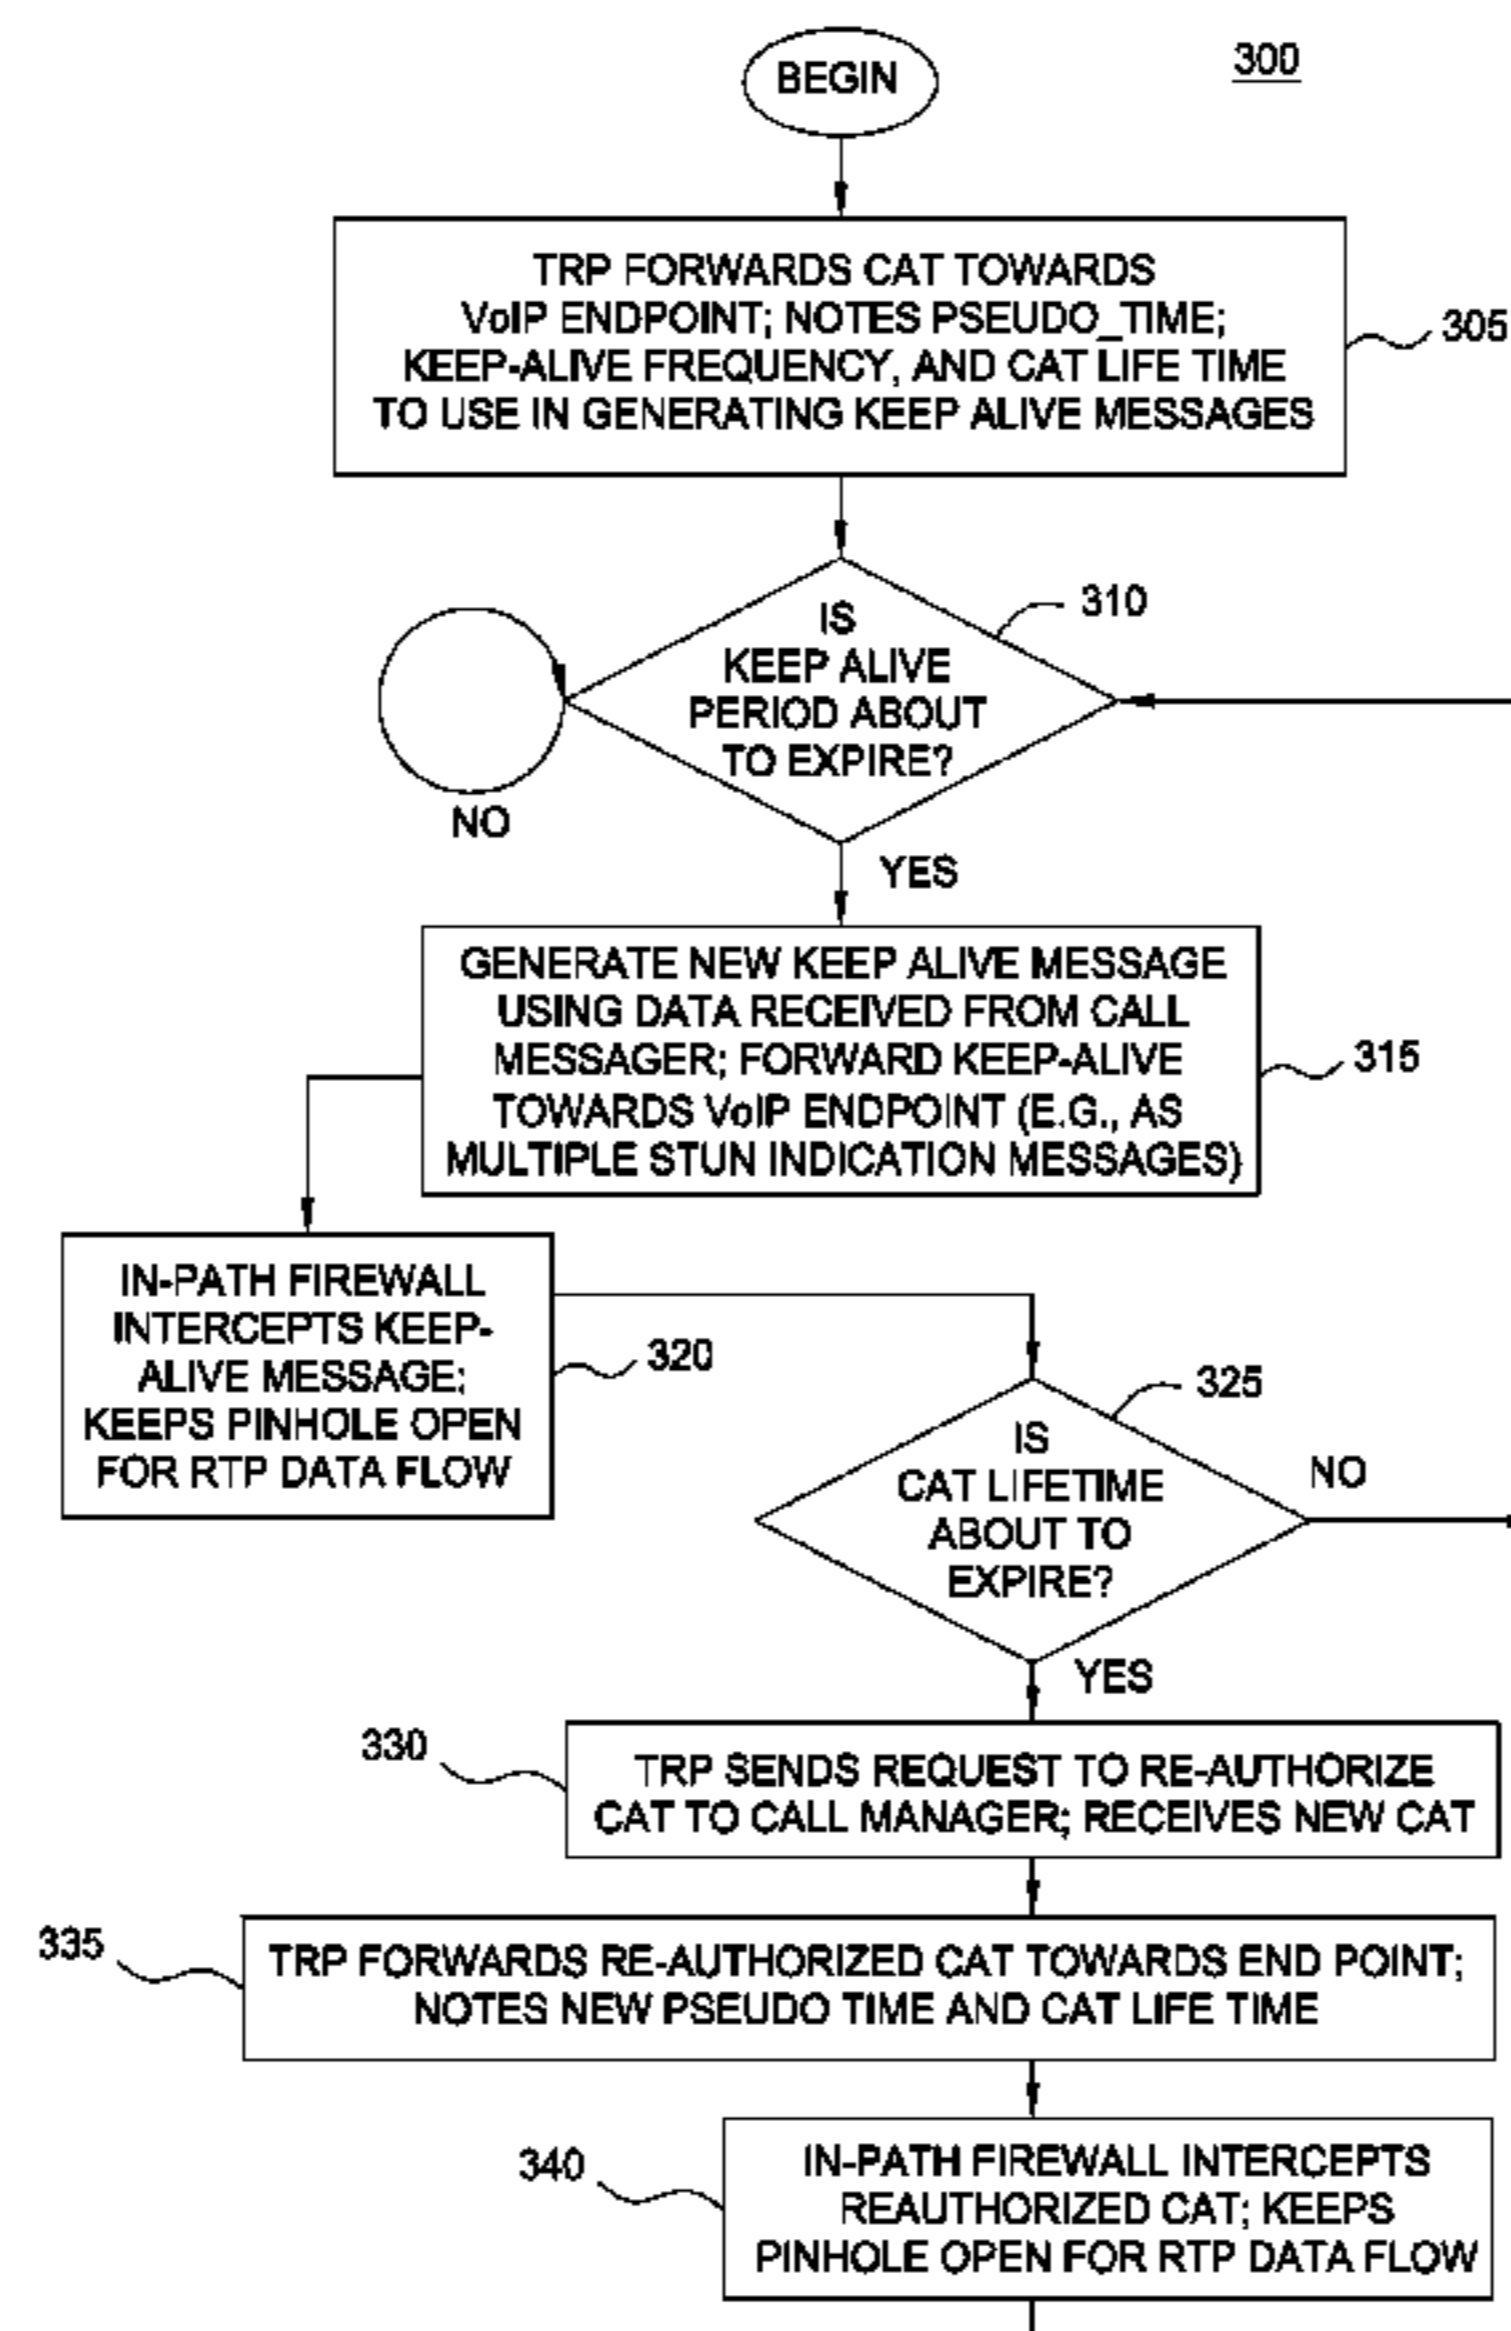 BEGIN
300
TRP FORWARDS CAT TOWARDS
VoIP ENDPOINT; NOTES PSEUDO_TIME;
KEEP-ALIVE FREQUENCY, AND CAT LIFE TIME
TO USE IN GENERATING KEEP ALIVE MESSAGES
305
IS
KEEP ALIVE
PERIOD ABOUT
TO EXPIRE?
310
NO
YES
GENERATE NEW KEEP ALIVE MESSAGE
USING DATA RECEIVED FROM CALL
MESSAGER; FORWARD KEEP-ALIVE
TOWARDS VoIP ENDPOINT (E.G., AS
MULTIPLE STUN INDICATION MESSAGES)
315
IN-PATH FIREWALL
INTERCEPTS KEEP-
ALIVE MESSAGE;
KEEPS PINHOLE OPEN
FOR RTP DATA FLOW
320
IS
CAT LIFETIME
ABOUT TO
EXPIRE?
325
NO
YES
330
TRP SENDS REQUEST TO RE-AUTHORIZE
CAT TO CALL MANAGER; RECEIVES NEW CAT
335
TRP FORWARDS RE-AUTHORIZED CAT TOWARDS END POINT;
NOTES NEW PSEUDO TIME AND CAT LIFE TIME
340
IN-PATH FIREWALL INTERCEPTS
REAUTHORIZED CAT; KEEPS
PINHOLE OPEN FOR RTP DATA FLOW